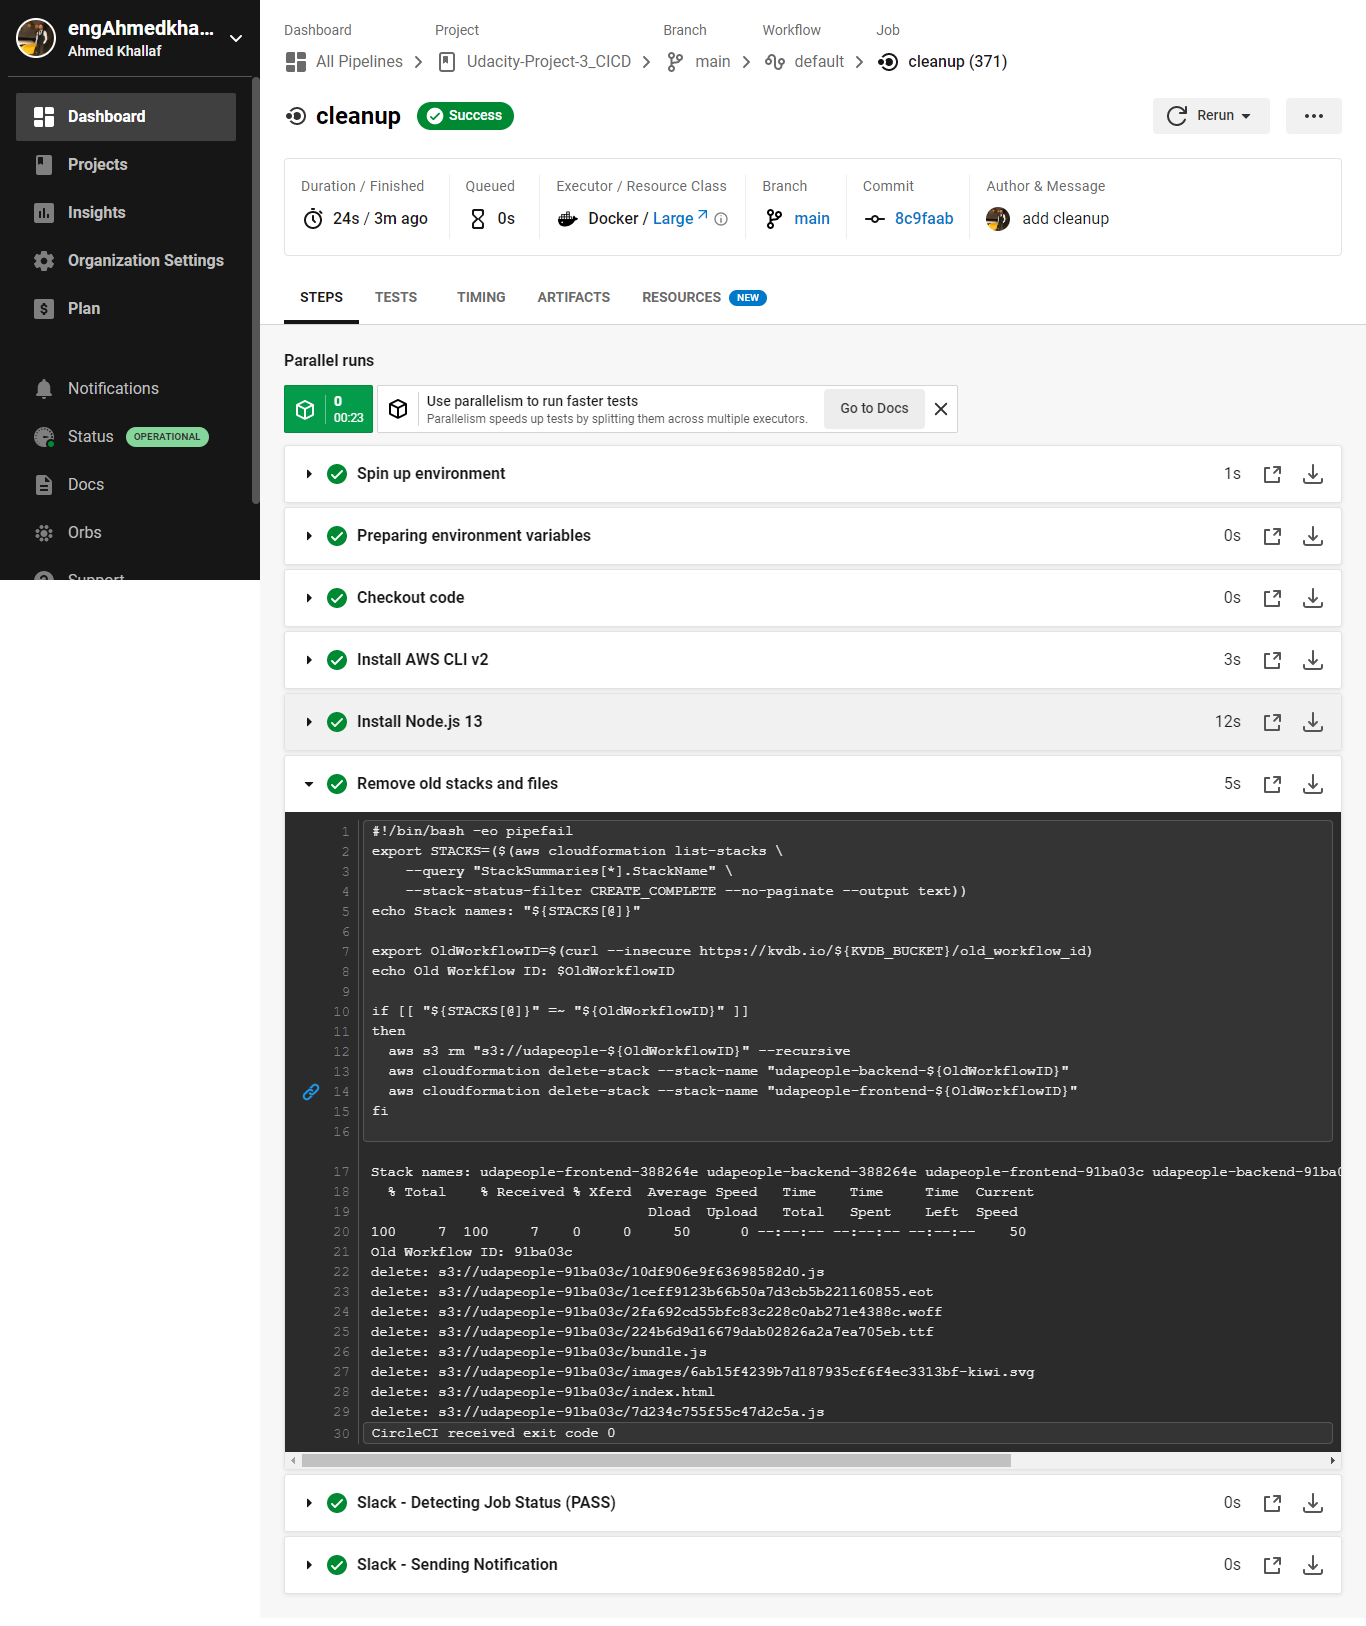 engAhmedkha...
Ahmed Khallaf
Dashboard
Projects
Insights
Organization Settings
Plan
Notifications
Status OPERATIONAL
Docs
Orbs
Support
Dashboard Project Branch Workflow Job
All Pipelines Udacity-Project-3_CICD main default cleanup (371)
cleanup Success Rerun
Duration / Finished Queued Executor / Resource Class Branch Commit Author & Message
24s / 3m ago 0s Docker / Large main 8c9faab add cleanup
STEPS TESTS TIMING ARTIFACTS RESOURCES NEW
Parallel runs
0
00:23
Use parallelism to run faster tests
Parallelism speeds up tests by splitting them across multiple executors.
Go to Docs
Spin up environment 1s
Preparing environment variables 0s
Checkout code 0s
Install AWS CLI v2 3s
Install Node.js 13 12s
Remove old stacks and files 5s
1 #!/bin/bash -eo pipefail
2 export STACKS=($(aws cloudformation list-stacks \
3 --query "StackSummaries[*].StackName" \
4 --stack-status-filter CREATE_COMPLETE --no-paginate --output text))
5 echo Stack names: "${STACKS[@]}"
6
7 export OldWorkflowID=$(curl --insecure https://kvdb.io/${KVDB_BUCKET}/old_workflow_id)
8 echo Old Workflow ID: $OldWorkflowID
9
10 if [[ "${STACKS[@]}" =~ "${OldWorkflowID}" ]]
11 then
12 aws s3 rm "s3://udapeople-${OldWorkflowID}" --recursive
13 aws cloudformation delete-stack --stack-name "udapeople-backend-${OldWorkflowID}"
14 aws cloudformation delete-stack --stack-name "udapeople-frontend-${OldWorkflowID}"
15 fi
16
17 Stack names: udapeople-frontend-388264e udapeople-backend-388264e udapeople-frontend-91ba03c udapeople-backend-91ba0
18 % Total % Received % Xferd Average Speed Time Time Time Current
19 Dload Upload Total Spent Left Speed
20 100 7 100 7 0 0 50 0 --:--:-- --:--:-- --:--:-- 50
21 Old Workflow ID: 91ba03c
22 delete: s3://udapeople-91ba03c/10df906e9f63698582d0.js
23 delete: s3://udapeople-91ba03c/1ceff9123b66b50a7d3cb5b221160855.eot
24 delete: s3://udapeople-91ba03c/2fa692cd55bfc83c228c0ab271e4388c.woff
25 delete: s3://udapeople-91ba03c/224b6d9d16679dab02826a2a7ea705eb.ttf
26 delete: s3://udapeople-91ba03c/bundle.js
27 delete: s3://udapeople-91ba03c/images/6ab15f4239b7d187935cf6f4ec3313bf-kiwi.svg
28 delete: s3://udapeople-91ba03c/index.html
29 delete: s3://udapeople-91ba03c/7d234c755f55c47d2c5a.js
30 CircleCI received exit code 0
Slack - Detecting Job Status (PASS) 0s
Slack - Sending Notification 0s